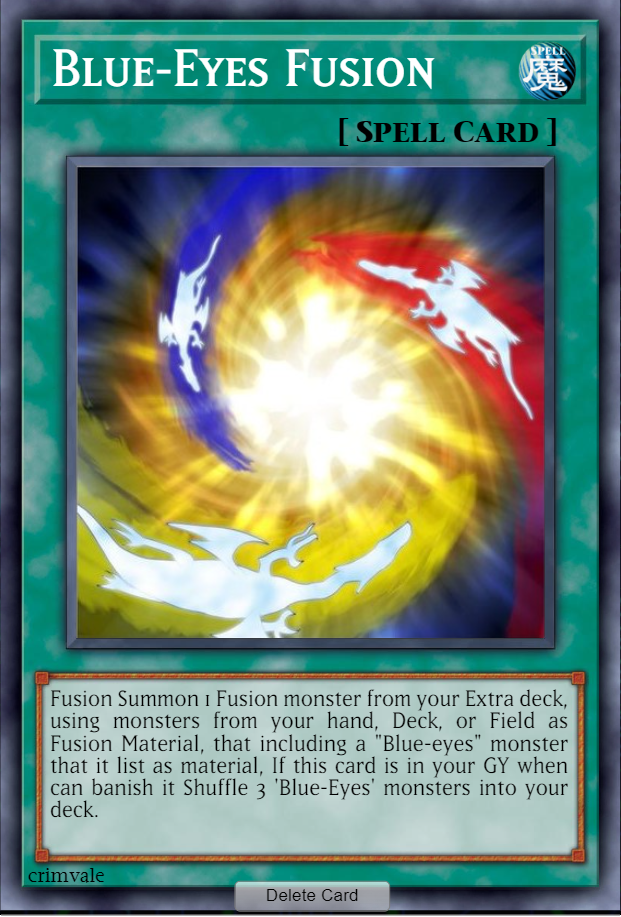 Blue-Eyes Fusion
SPELL
魔
[ Spell Card ]
Fusion Summon 1 Fusion monster from your Extra deck,
using monsters from your hand, Deck, or Field as
Fusion Material, that including a "Blue-eyes" monster
that it list as material, If this card is in your GY when
can banish it Shuffle 3 'Blue-Eyes' monsters into your
deck.
crimvale
Delete Card